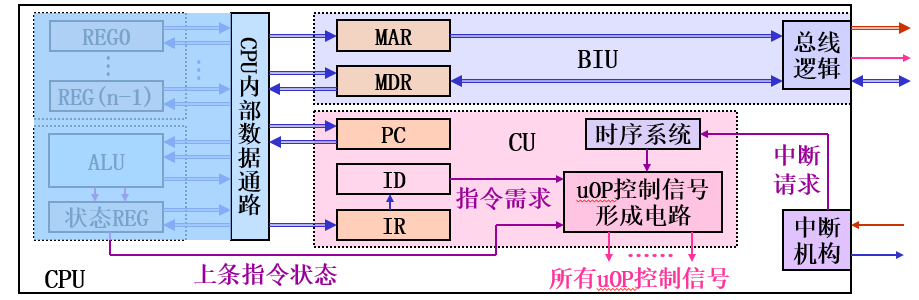 REG0
⋮
REG(n-1)
⋮
ALU
状态REG
CPU内部数据通路
MAR
BIU
MDR
总线
逻辑
PC
CU
时序系统
ID
指令需求
uOP控制信号
形成电路
IR
中断
请求
中断
机构
上条指令状态
······
所有uOP控制信号
CPU